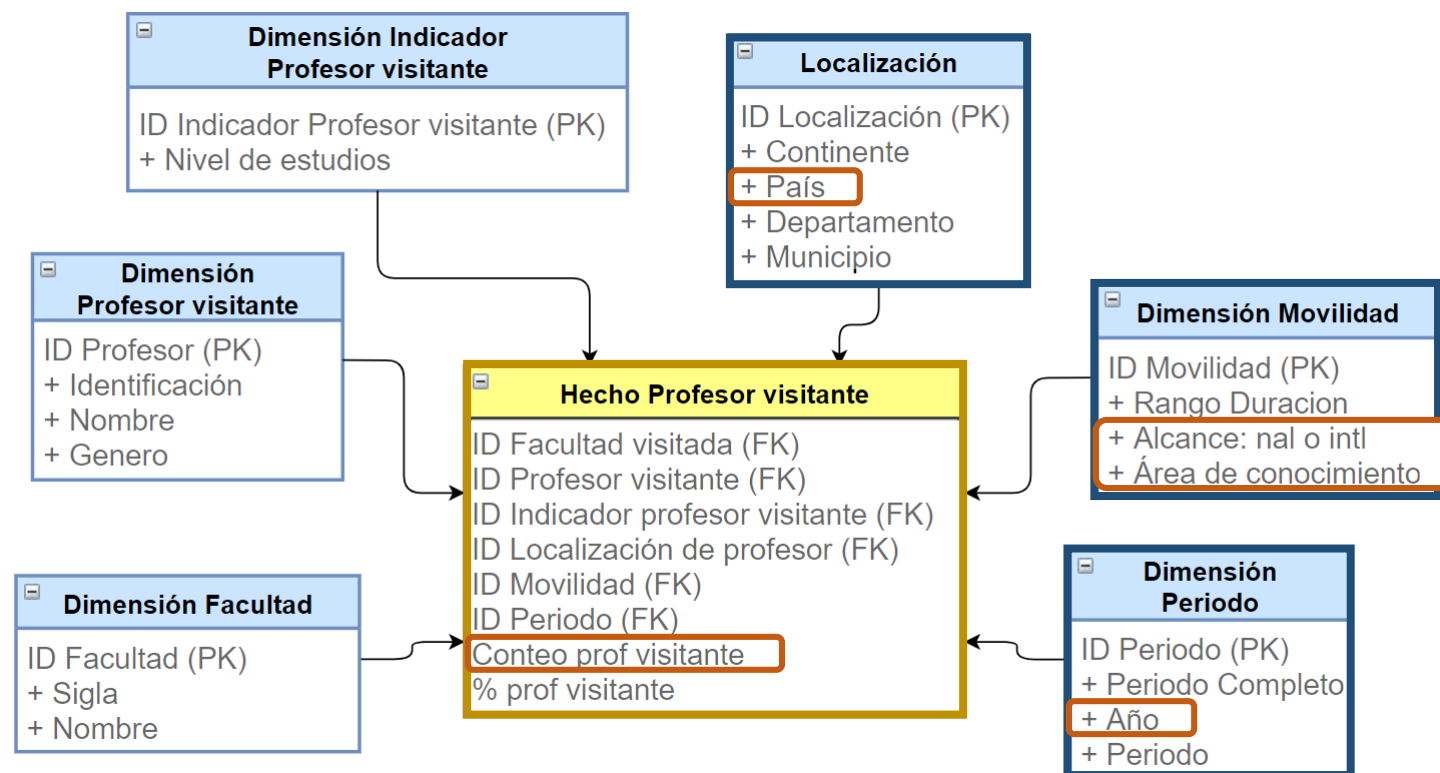 Dimensión Indicador
Profesor visitante
ID Indicador Profesor visitante (PK)
+ Nivel de estudios
Localización
ID Localización (PK)
+ Continente
+ País
+ Departamento
+ Municipio
Dimensión
Profesor visitante
ID Profesor (PK)
+ Identificación
+ Nombre
+ Genero
Dimensión Movilidad
ID Movilidad (PK)
+ Rango Duracion
+ Alcance: nal o intl
+ Área de conocimiento
Hecho Profesor visitante
ID Facultad visitada (FK)
ID Profesor visitante (FK)
ID Indicador profesor visitante (FK)
ID Localización de profesor (FK)
ID Movilidad (FK)
ID Periodo (FK)
Conteo prof visitante
% prof visitante
Dimensión Facultad
ID Facultad (PK)
+ Sigla
+ Nombre
Dimensión
Periodo
ID Periodo (PK)
+ Periodo Completo
+ Año
+ Periodo